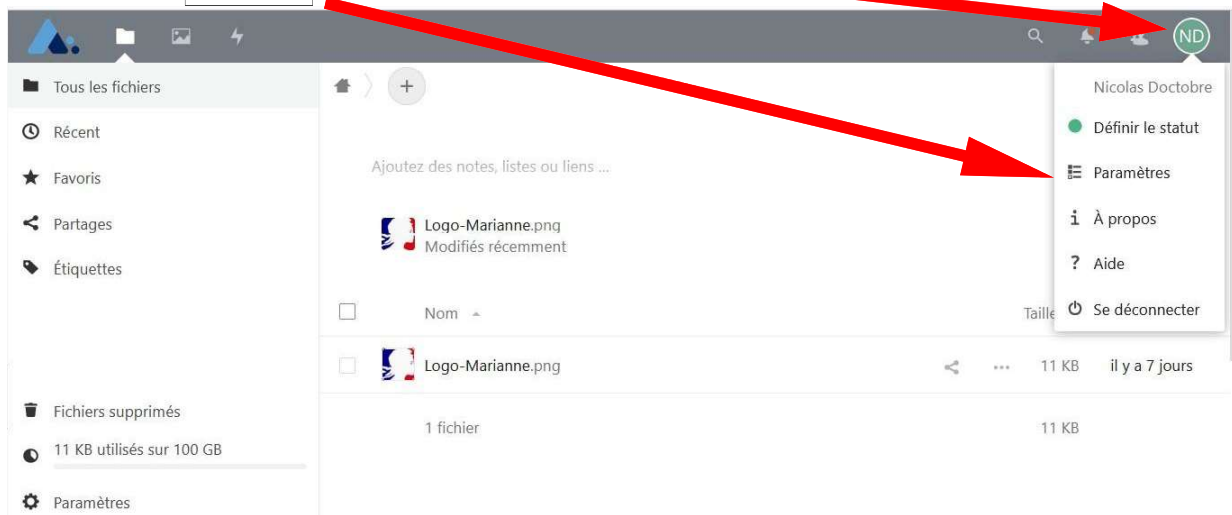 ND
Nicolas Doctobre
Définir le statut
Paramètres
À propos
Aide
Se déconnecter
Tous les fichiers
Récent
Favoris
Partages
Étiquettes
Fichiers supprimés
11 KB utilisés sur 100 GB
Paramètres
+
Ajoutez des notes, listes ou liens ...
Logo-Marianne.png
Modifiés récemment
Nom Taille
Logo-Marianne.png ... 11 KB il y a 7 jours
1 fichier 11 KB